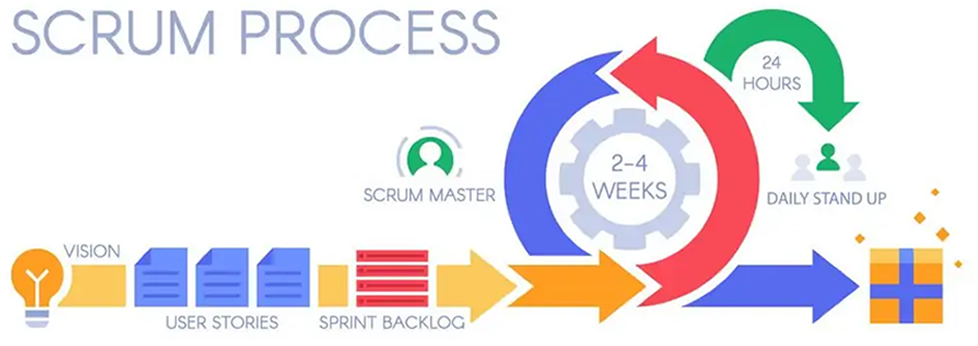 SCRUM PROCESS
24
HOURS
2-4
WEEKS
SCRUM MASTER
DAILY STAND UP
VISION
USER STORIES
SPRINT BACKLOG